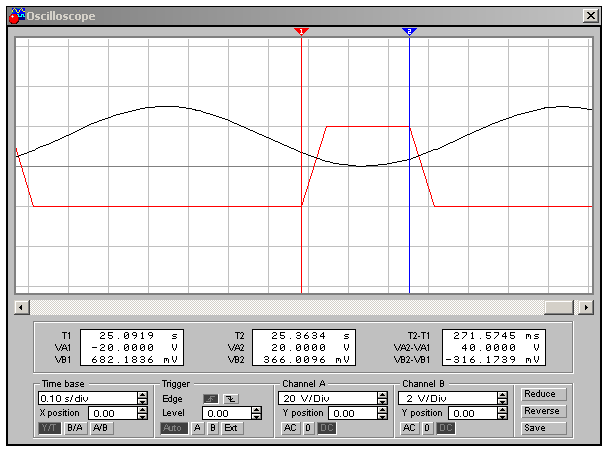 Oscilloscope
1 2
T1 25.0919 s T2 25.3634 s T2-T1 271.5745 ms
VA1 -20.0000 V VA2 20.0000 V VA2-VA1 40.0000 V
VB1 682.1836 mV VB2 366.0096 mV VB2-VB1 -316.1739 mV
Time base Trigger Channel A Channel B
0.10 s/div Edge 20 V/Div 2 V/Div Reduce
X position 0.00 Level 0.00 Y position 0.00 Y position 0.00 Reverse
Y/T B/A A/B Auto A B Ext AC 0 DC AC 0 DC Save